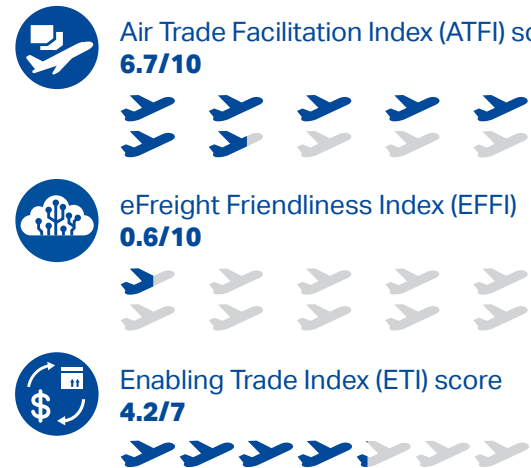 Air Trade Facilitation Index (ATFI)
6.7/10
eFreight Friendliness Index (EFFI)
0.6/10
$
Enabling Trade Index (ETI) score
4.2/7